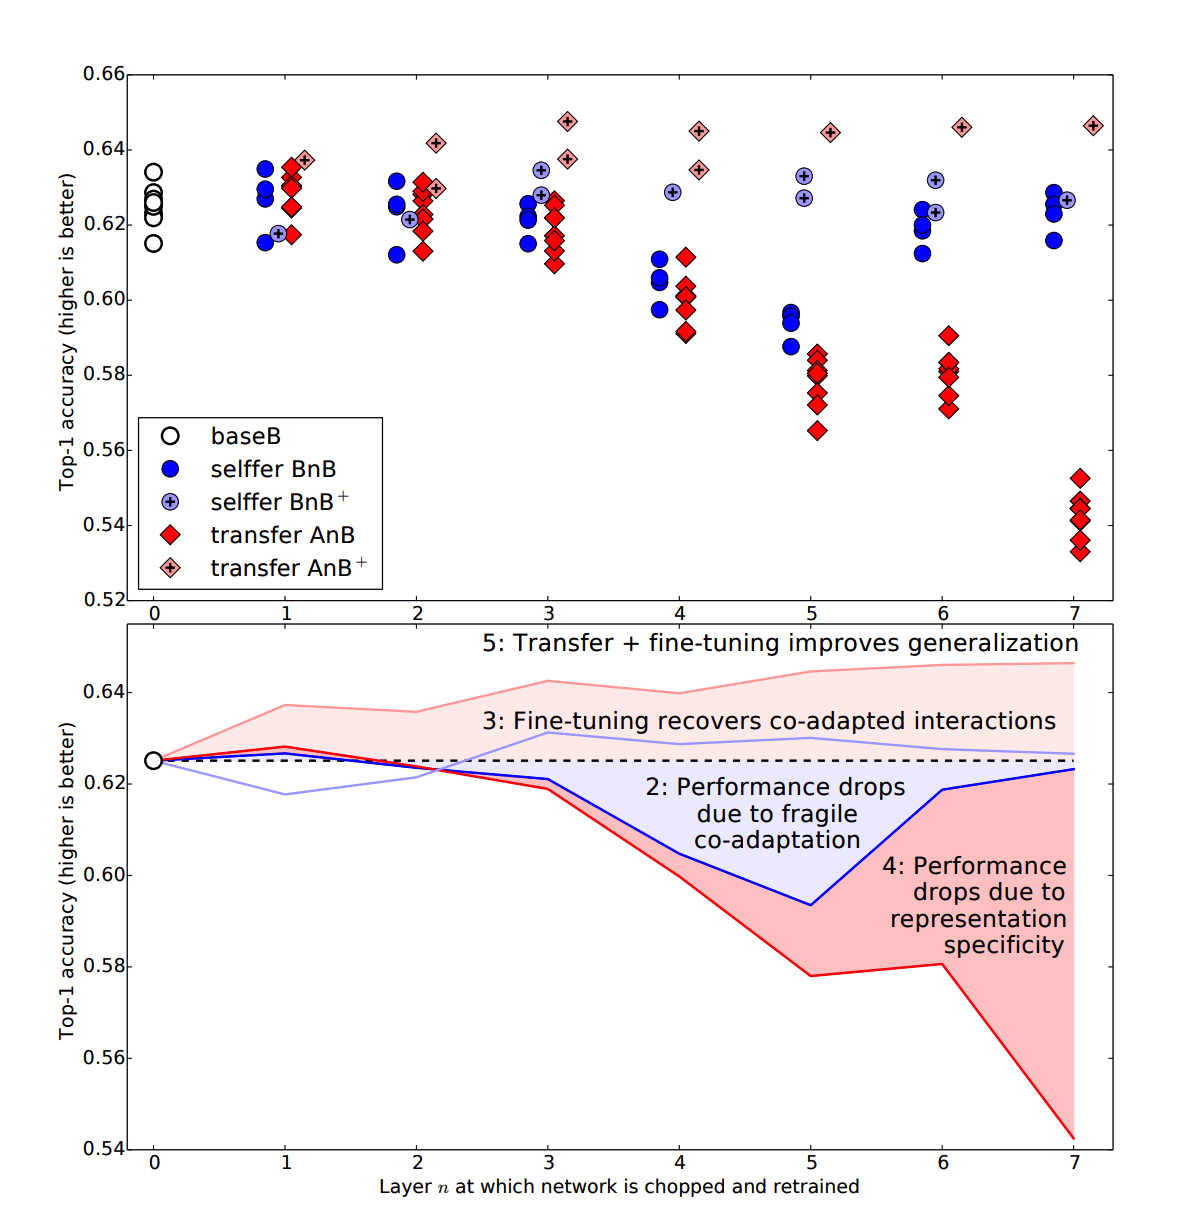 0.66
0.64
0.62
0.60
0.58
0.56
0.54
0.52
Top-1 accuracy (higher is better)
baseB
selffer BnB
selffer BnB⁺
transfer AnB
transfer AnB⁺
0 1 2 3 4 5 6 7
5: Transfer + fine-tuning improves generalization
3: Fine-tuning recovers co-adapted interactions
2: Performance drops
due to fragile
co-adaptation
4: Performance
drops due to
representation
specificity
0.64
0.62
0.60
0.58
0.56
0.54
Top-1 accuracy (higher is better)
0 1 2 3 4 5 6 7
Layer n at which network is chopped and retrained